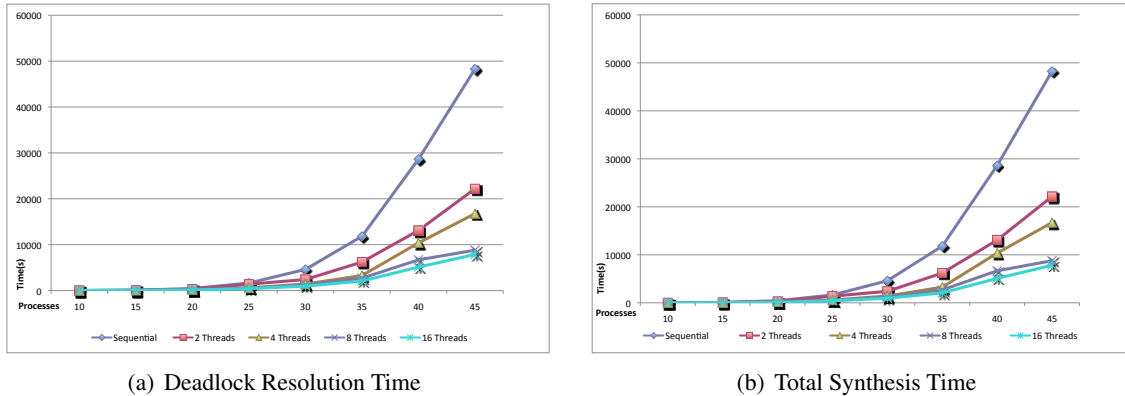 60000
50000
40000
30000
20000
10000
0
Time(s)
Processes
10 15 20 25 30 35 40 45
Sequential 2 Threads 4 Threads 8 Threads 16 Threads
(a) Deadlock Resolution Time
60000
50000
40000
30000
20000
10000
0
Time(s)
Processes
10 15 20 25 30 35 40 45
Sequential 2 Threads 4 Threads 8 Threads 16 Threads
(b) Total Synthesis Time